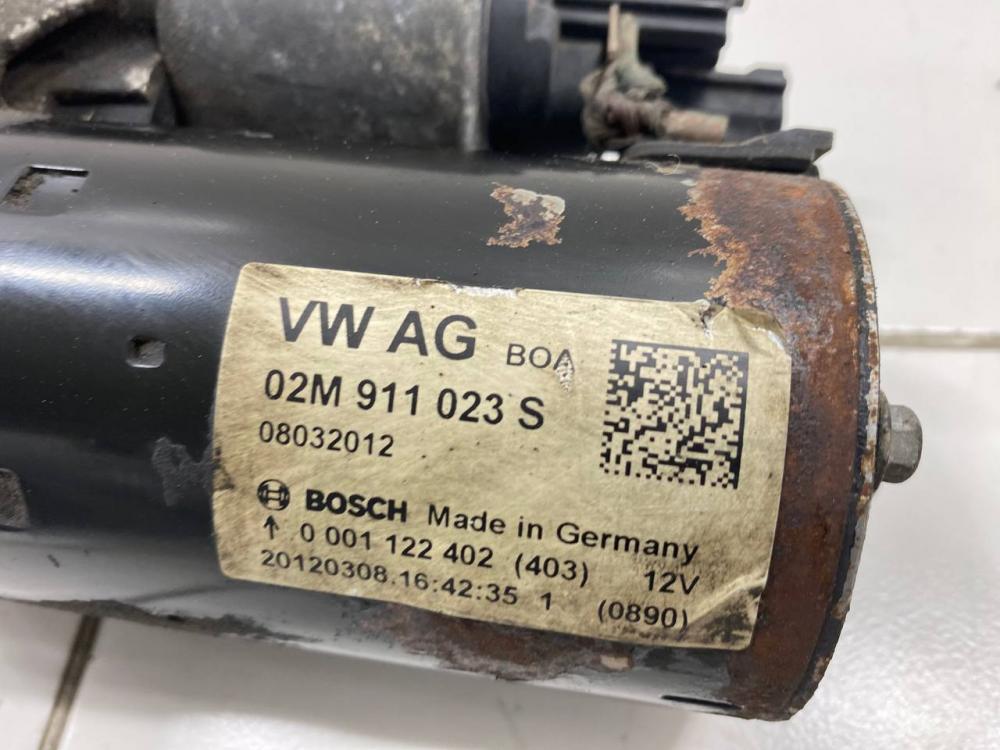 VW AG BOA
02M 911 023 S
08032012
BOSCH Made in Germany
↑ 0 001 122 402 (403) 12V
20120308.16:42:35 1 (0890)